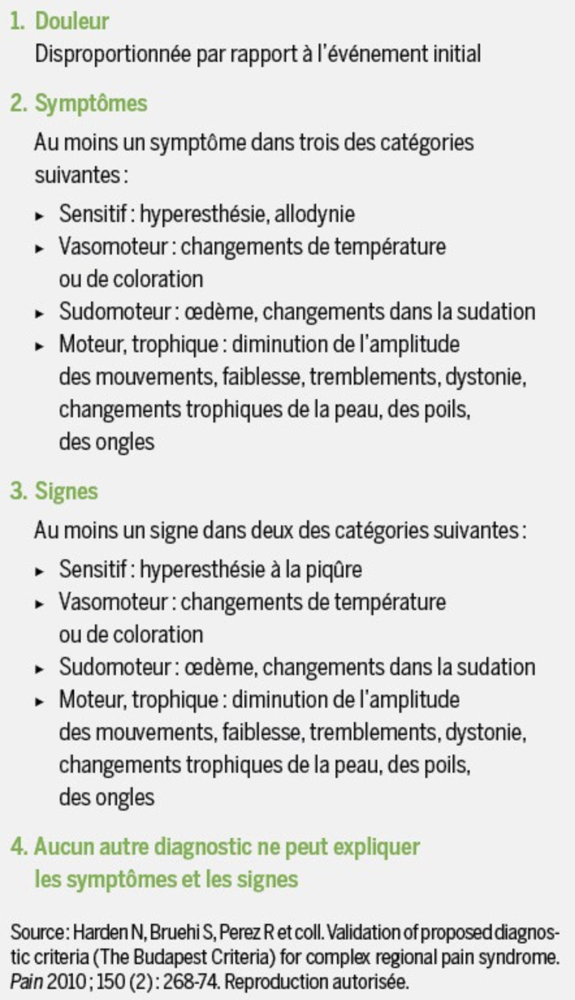 1. Douleur
Disproportionnée par rapport à l'événement initial
2. Symptômes
Au moins un symptôme dans trois des catégories
suivantes :
▸ Sensitif : hyperesthésie, allodynie
▸ Vasomoteur : changements de température
ou de coloration
▸ Sudomoteur : œdème, changements dans la sudation
▸ Moteur, trophique : diminution de l'amplitude
des mouvements, faiblesse, tremblements, dystonie,
changements trophiques de la peau, des poils,
des ongles
3. Signes
Au moins un signe dans deux des catégories suivantes :
▸ Sensitif : hyperesthésie à la piqûre
▸ Vasomoteur : changements de température
ou de coloration
▸ Sudomoteur : œdème, changements dans la sudation
▸ Moteur, trophique : diminution de l'amplitude
des mouvements, faiblesse, tremblements, dystonie,
changements trophiques de la peau, des poils,
des ongles
4. Aucun autre diagnostic ne peut expliquer
les symptômes et les signes
Source : Harden N, Bruehi S, Perez R et coll. Validation of proposed diagnos-
tic criteria (The Budapest Criteria) for complex regional pain syndrome.
Pain 2010 ; 150 (2) : 268-74. Reproduction autorisée.